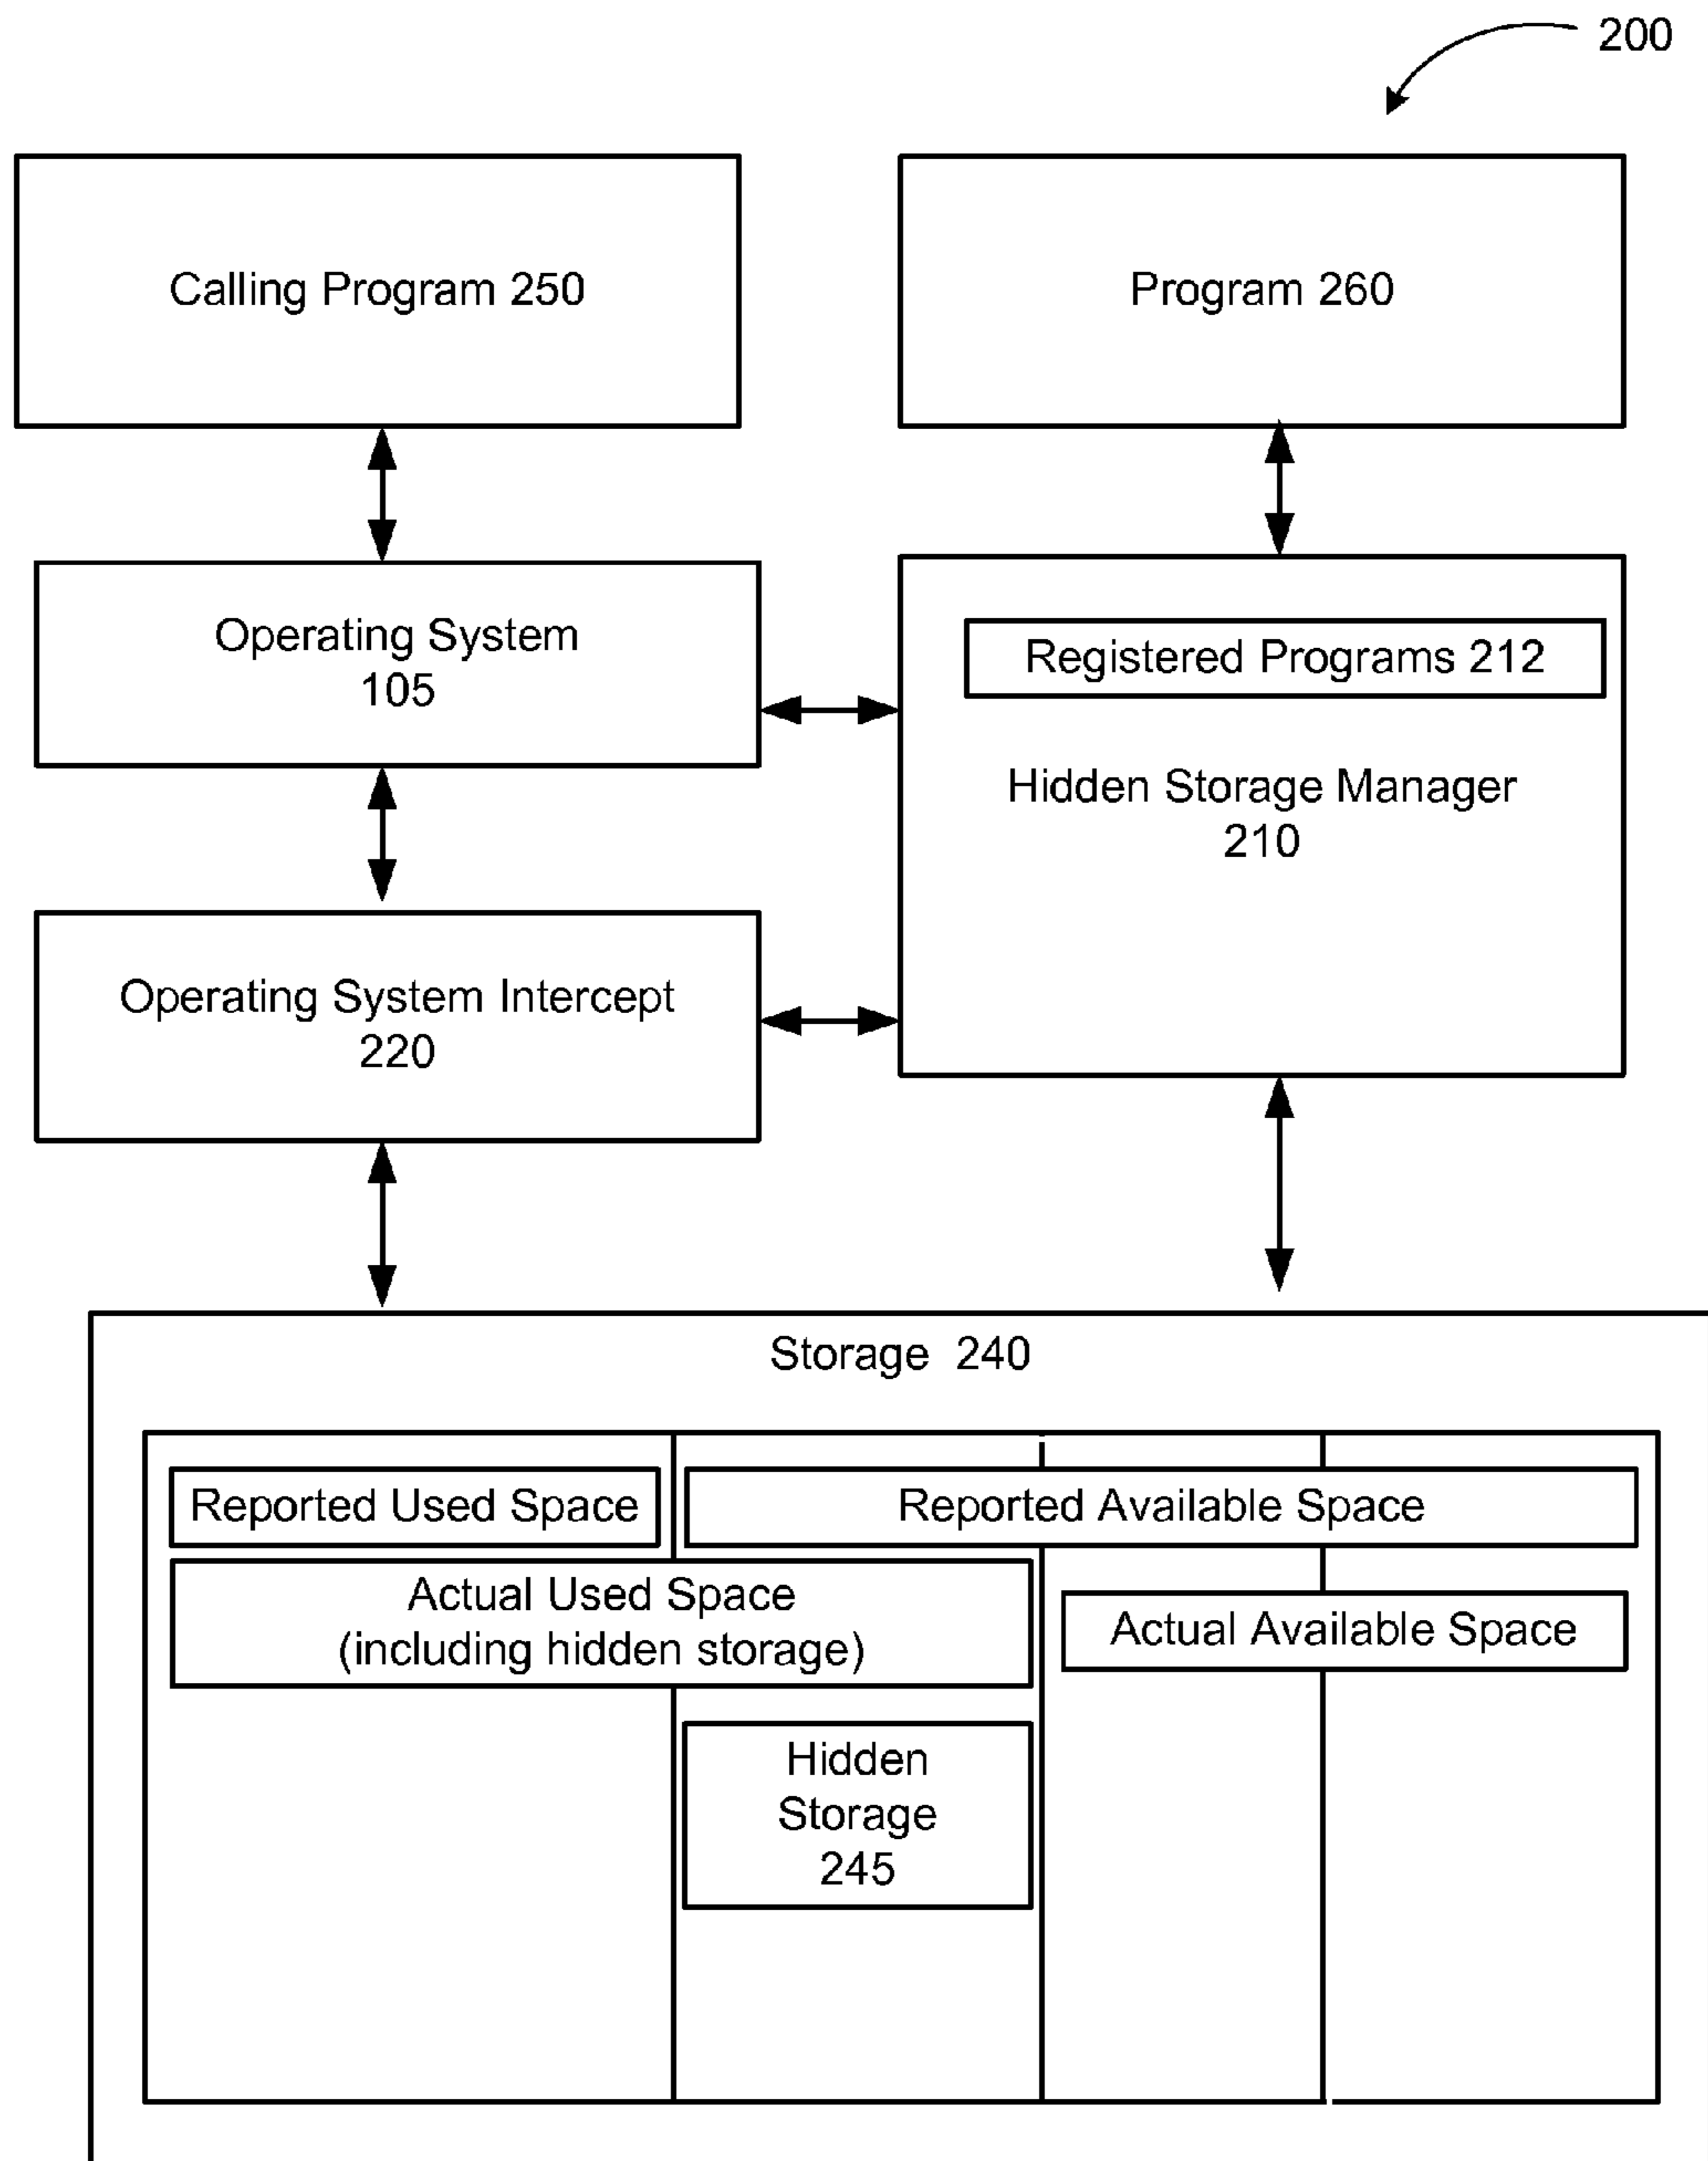 200
Calling Program 250
Program 260
Operating System
105
Registered Programs 212
Hidden Storage Manager
210
Operating System Intercept
220
Storage 240
Reported Used Space
Reported Available Space
Actual Used Space
(including hidden storage)
Actual Available Space
Hidden
Storage
245